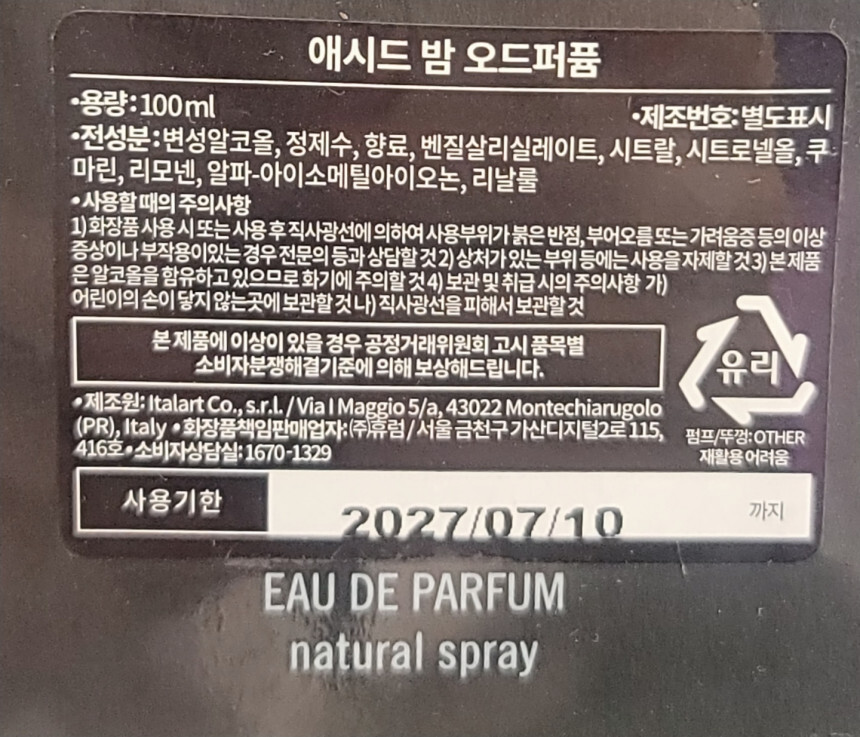 애시드 밤 오드퍼퓸
•용량:100ml
•제조번호:별도표시
•전성분:변성알코올, 정제수, 향료, 벤질살리실레이트, 시트랄, 시트로넬올, 쿠
마린, 리모넨, 알파-아이소메틸아이오논, 리날룰
•사용할 때의 주의사항
1) 화장품 사용 시 또는 사용 후 직사광선에 의하여 사용부위가 붉은 반점, 부어오름 또는 가려움증 등의 이상
증상이나 부작용이 있는 경우 전문의 등과 상담할 것 2) 상처가 있는 부위 등에는 사용을 자제할 것 3) 본 제품
은 알코올을 함유하고 있으므로 화기에 주의할 것 4) 보관 및 취급 시의 주의사항 가)
어린이의 손이 닿지 않는 곳에 보관할 것 나) 직사광선을 피해서 보관할 것
본 제품에 이상이 있을 경우 공정거래위원회 고시 품목별
소비자분쟁해결기준에 의해 보상해드립니다.
유리
펌프/뚜껑:OTHER
재활용 어려움
•제조원: Italart Co., s.r.l. / Via I Maggio 5/a, 43022 Montechiarugolo
(PR), Italy •화장품책임판매업자:㈜휴럼 / 서울 금천구 가산디지털2로 115,
416호•소비자상담실:1670-1329
사용기한 2027/07/10 까지
EAU DE PARFUM
natural spray